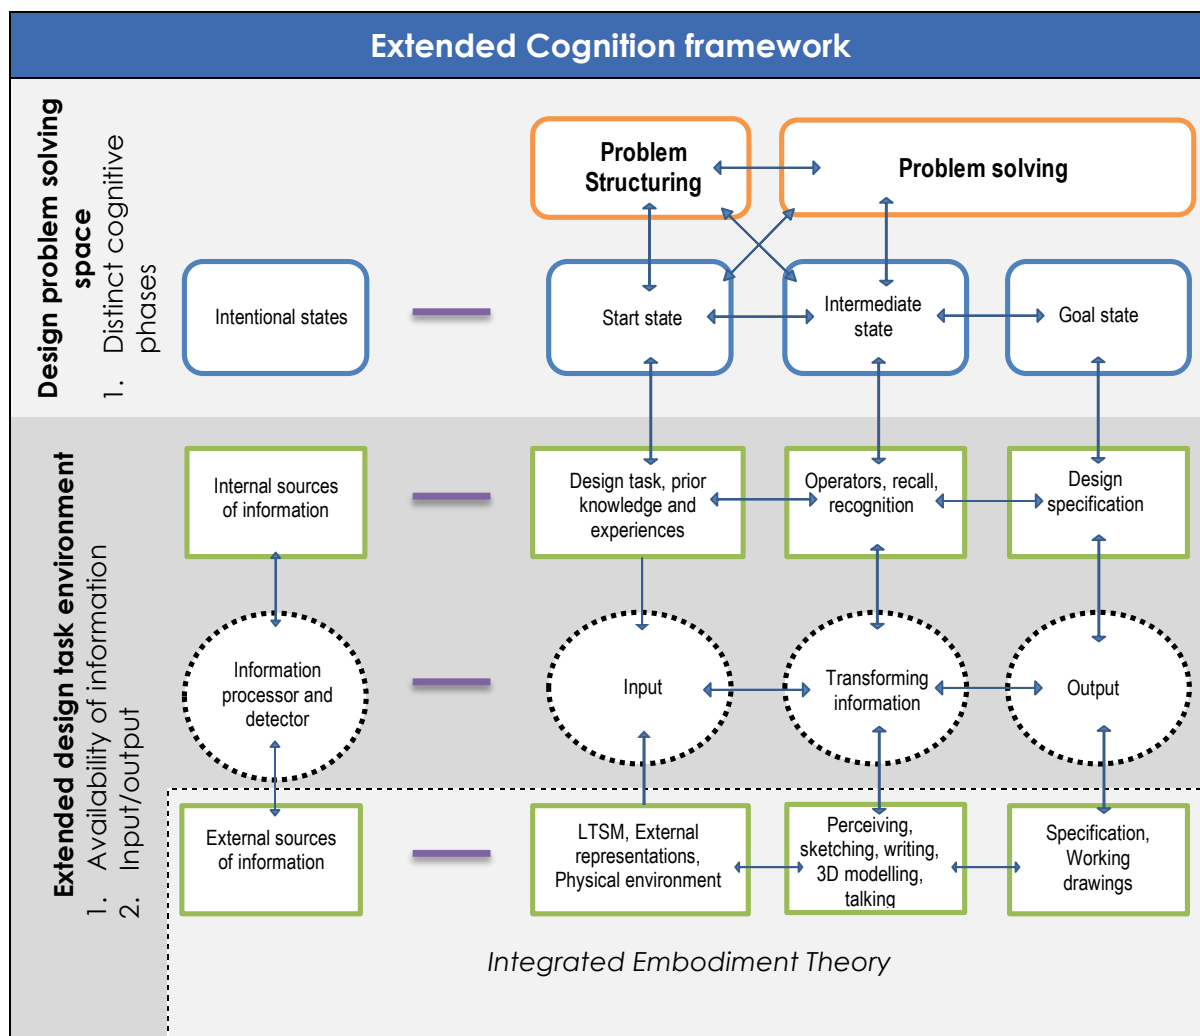 Extended Cognition framework
Design problem solving
space
1. Distinct cognitive
phases
Problem
Structuring
Problem solving
Intentional states
Start state
Intermediate
state
Goal state
Extended design task environment
1. Availability of information
2. Input/output
Internal sources
of information
Design task, prior
knowledge and
experiences
Operators, recall,
recognition
Design
specification
Information
processor and
detector
Input
Transforming
information
Output
External sources
of information
LTSM, External
representations,
Physical environment
Perceiving,
sketching, writing,
3D modelling,
talking
Specification,
Working
drawings
Integrated Embodiment Theory